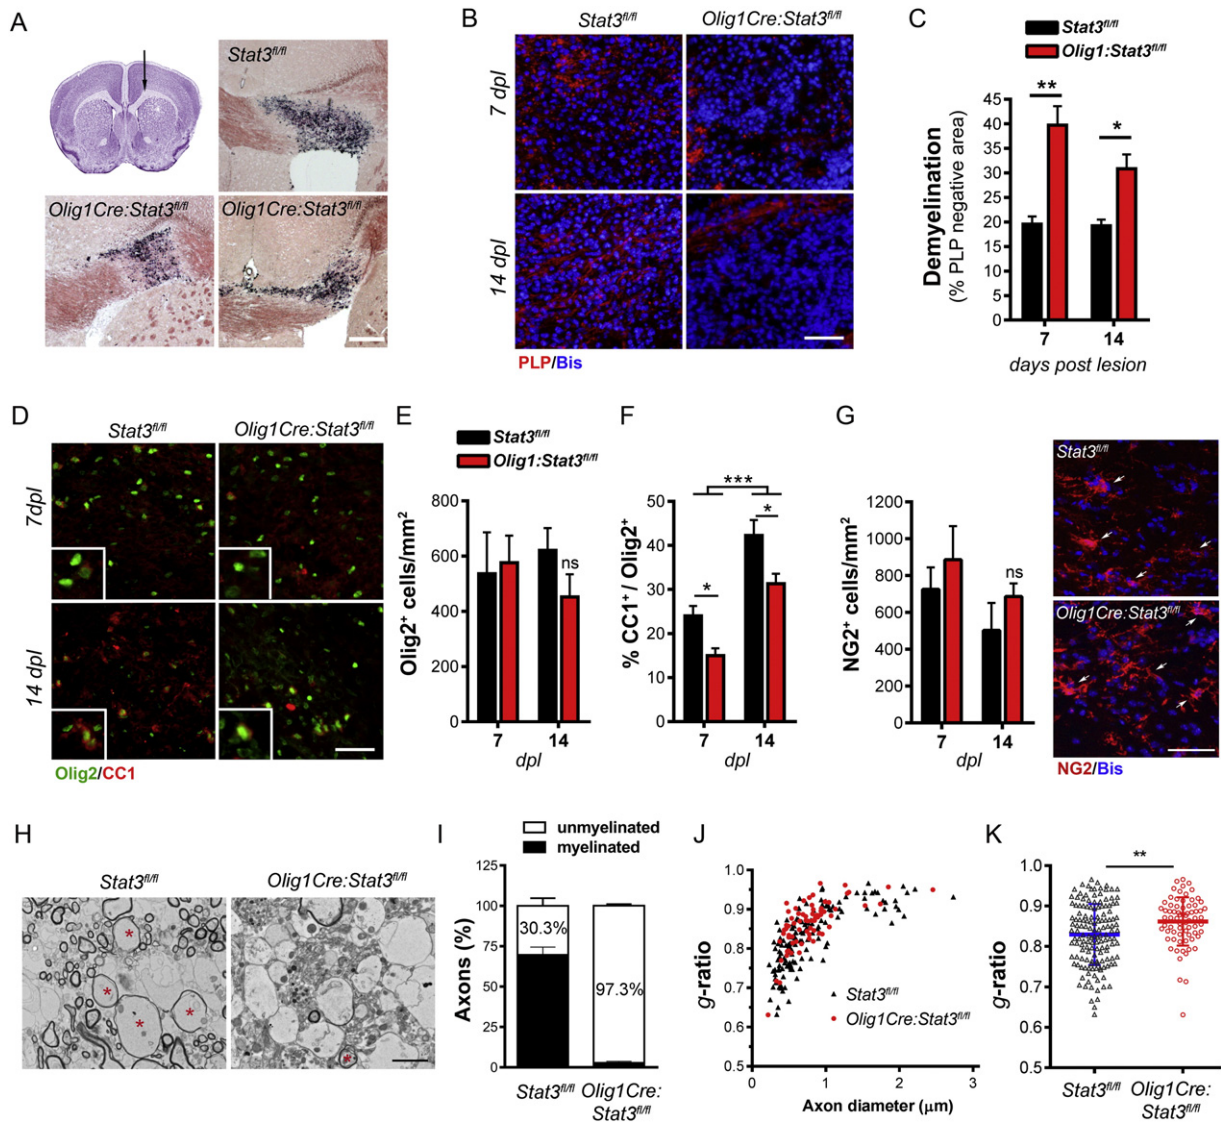 A
Stat3fl/fl
Olig1Cre:Stat3fl/fl
Olig1Cre:Stat3fl/fl
B
Stat3fl/fl
Olig1Cre:Stat3fl/fl
7 dpl
14 dpl
PLP/Bis
C
Stat3fl/fl
Olig1:Stat3fl/fl
Demyelination
(% PLP negative area)
45
40
35
30
25
20
15
10
5
0
**
*
7
14
days post lesion
D
Stat3fl/fl
Olig1Cre:Stat3fl/fl
7dpl
14 dpl
Olig2/CC1
E
Stat3fl/fl
Olig1:Stat3fl/fl
Olig2+ cells/mm2
800
600
400
200
0
ns
7
14
dpl
F
% CC1+ / Olig2+
50
40
30
20
10
0
***
*
*
7
14
dpl
G
NG2+ cells/mm2
1200
1000
800
600
400
200
0
ns
7
14
dpl
Stat3fl/fl
Olig1Cre:Stat3fl/fl
NG2/Bis
H
Stat3fl/fl
Olig1Cre:Stat3fl/fl
*
*
*
*
*
I
unmyelinated
myelinated
Axons (%)
125
100
75
50
25
0
30.3%
97.3%
Stat3fl/fl
Olig1Cre:
Stat3fl/fl
J
g-ratio
1.0
0.9
0.8
0.7
0.6
0.5
Stat3fl/fl
Olig1Cre:Stat3fl/fl
0
1
2
3
Axon diameter (μm)
K
**
g-ratio
1.0
0.9
0.8
0.7
0.6
0.5
Stat3fl/fl
Olig1Cre:
Stat3fl/fl